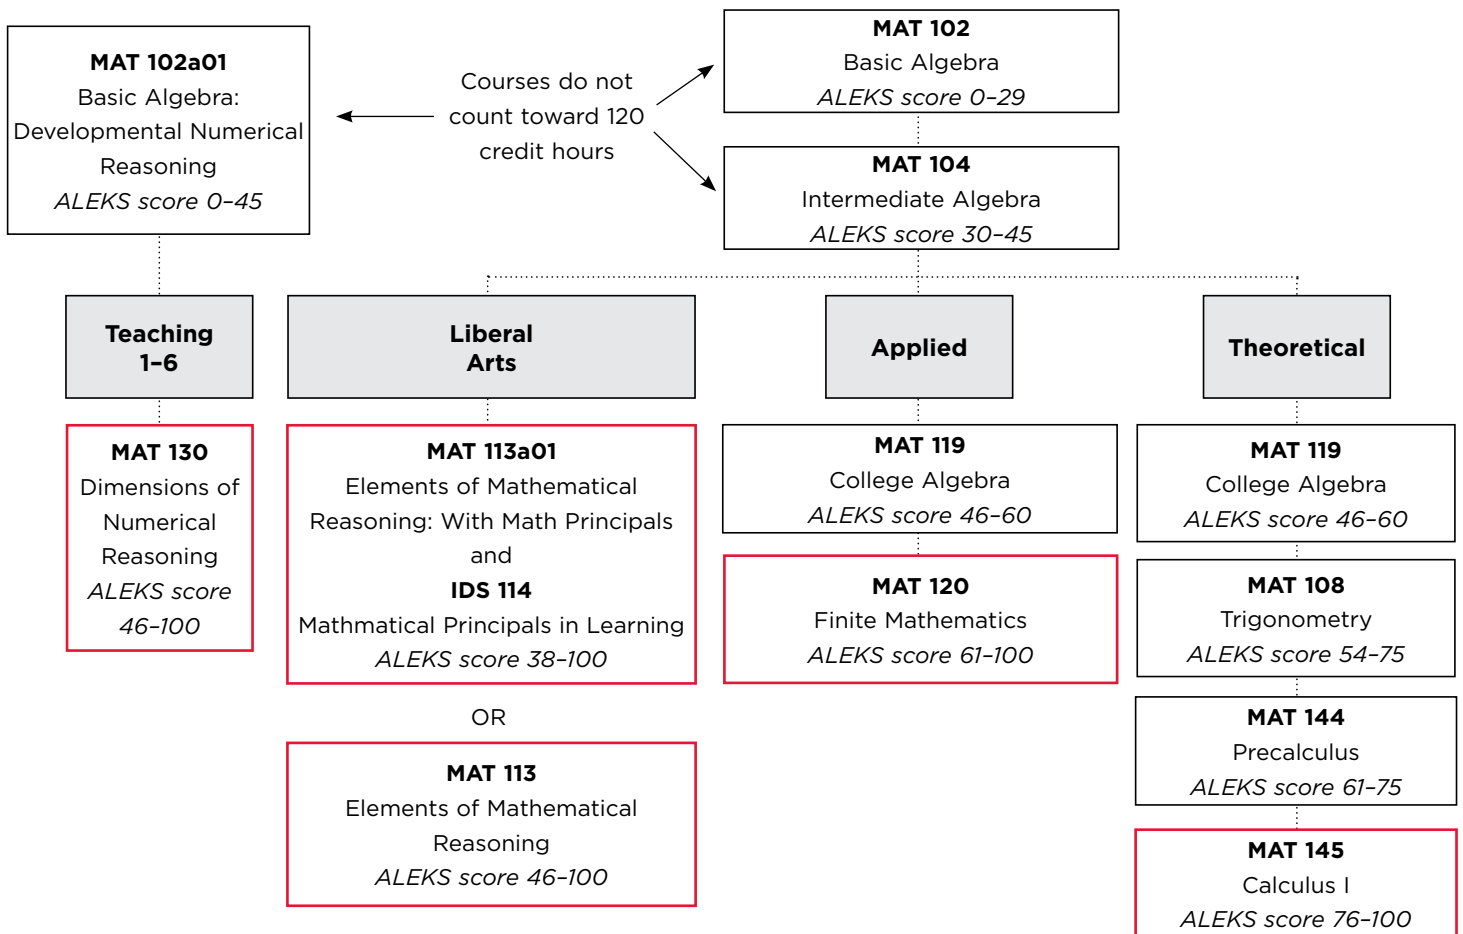 MAT 102a01
Basic Algebra:
Developmental Numerical
Reasoning
ALEKS score 0–45
Courses do not
count toward 120
credit hours
MAT 102
Basic Algebra
ALEKS score 0–29
MAT 104
Intermediate Algebra
ALEKS score 30–45
Teaching
1–6
Liberal
Arts
Applied
Theoretical
MAT 130
Dimensions of
Numerical
Reasoning
ALEKS score
46–100
MAT 113a01
Elements of Mathematical
Reasoning: With Math Principals
and
IDS 114
Mathmatical Principals in Learning
ALEKS score 38–100
OR
MAT 113
Elements of Mathematical
Reasoning
ALEKS score 46–100
MAT 119
College Algebra
ALEKS score 46–60
MAT 120
Finite Mathematics
ALEKS score 61–100
MAT 119
College Algebra
ALEKS score 46–60
MAT 108
Trigonometry
ALEKS score 54–75
MAT 144
Precalculus
ALEKS score 61–75
MAT 145
Calculus I
ALEKS score 76–100